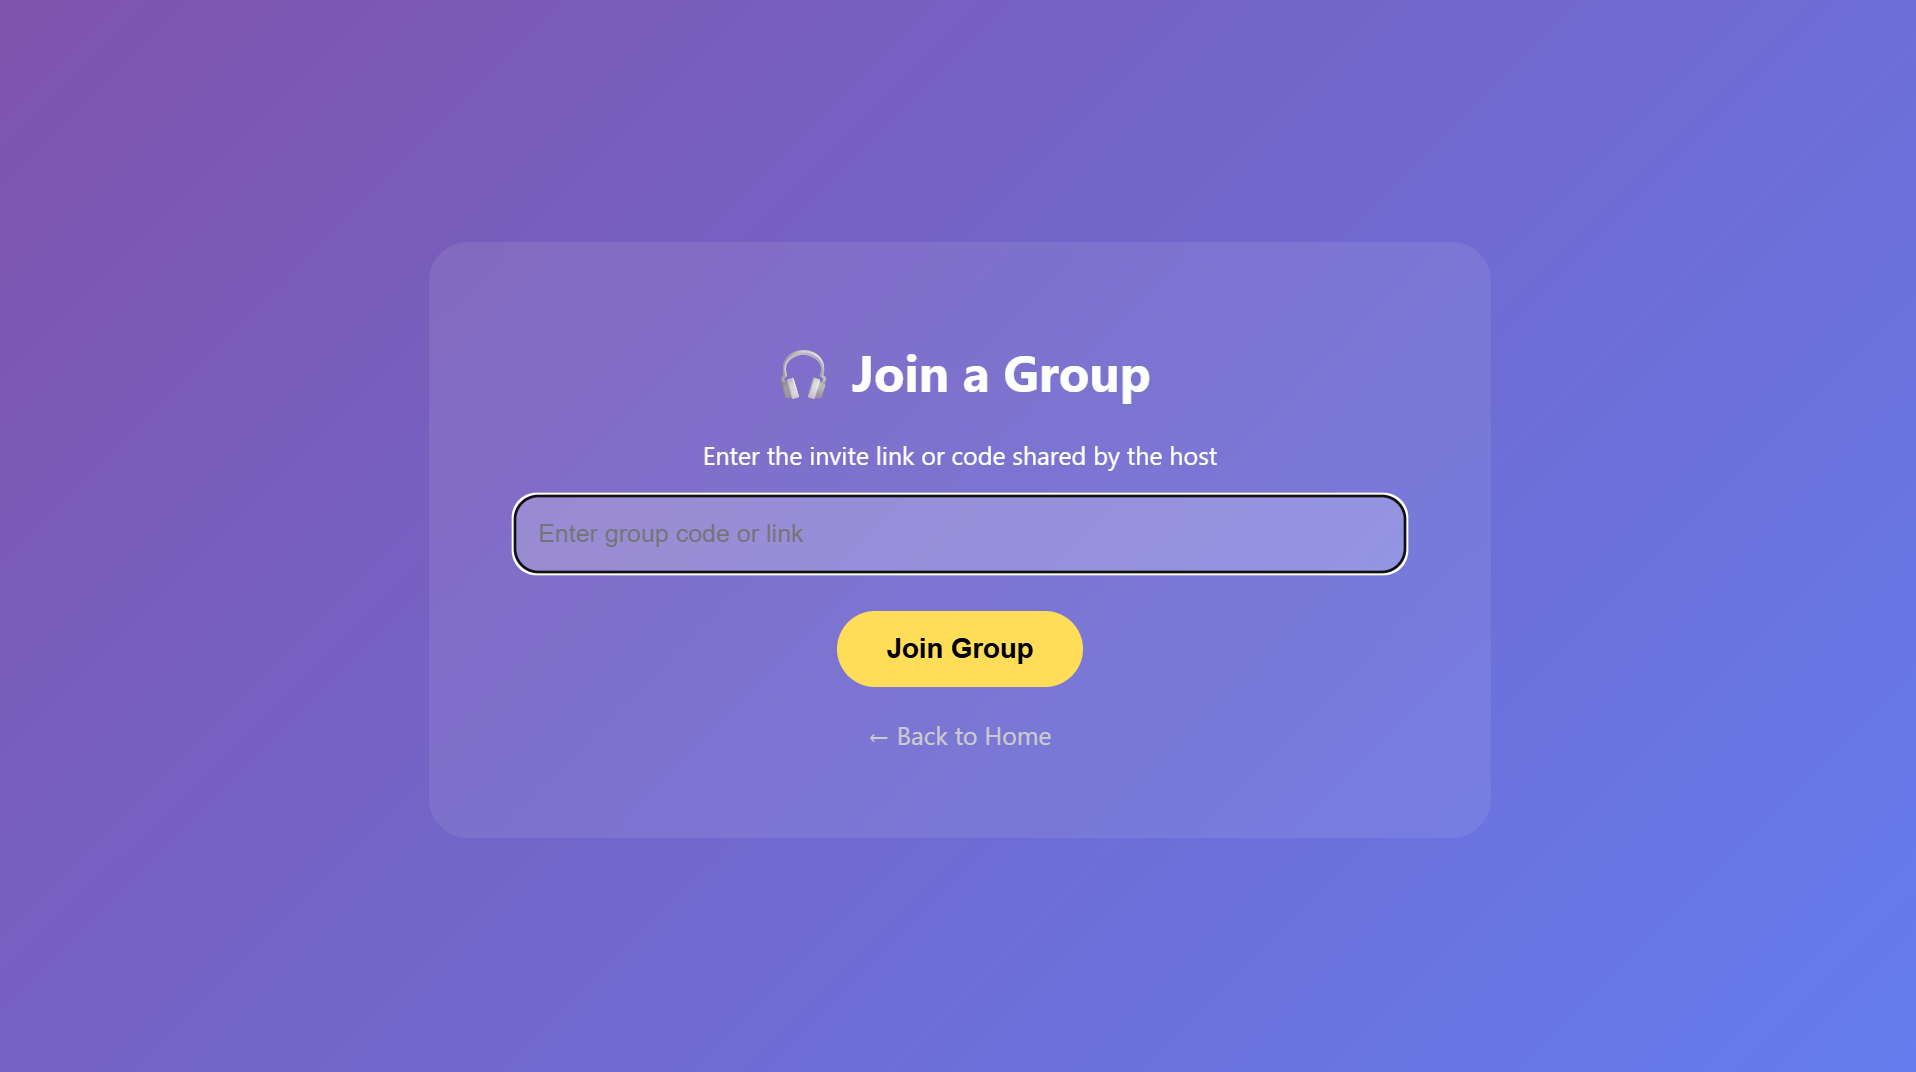 🎧 Join a Group
Enter the invite link or code shared by the host
Enter group code or link
Join Group
← Back to Home